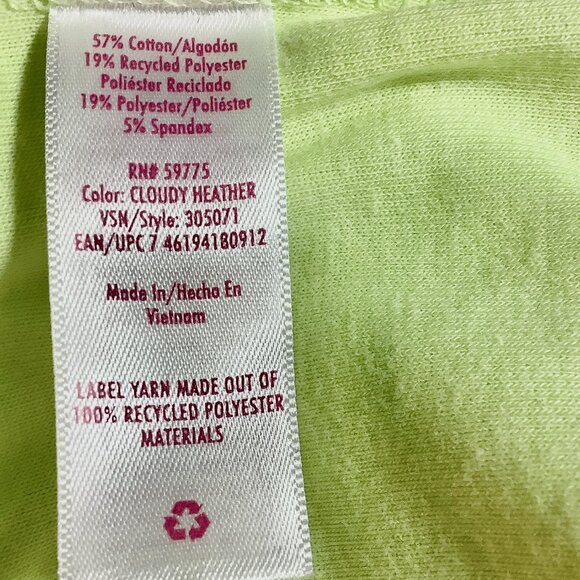 57% Cotton/Algodón
19% Recycled Polyester
Poliéster Reciclado
19% Polyester/Poliéster
5% Spandex
RN# 59775
Color: CLOUDY HEATHER
VSN/Style: 305071
EAN/UPC 7 46194180912
Made In/Hecho En
Vietnam
LABEL YARN MADE OUT OF
100% RECYCLED POLYESTER
MATERIALS